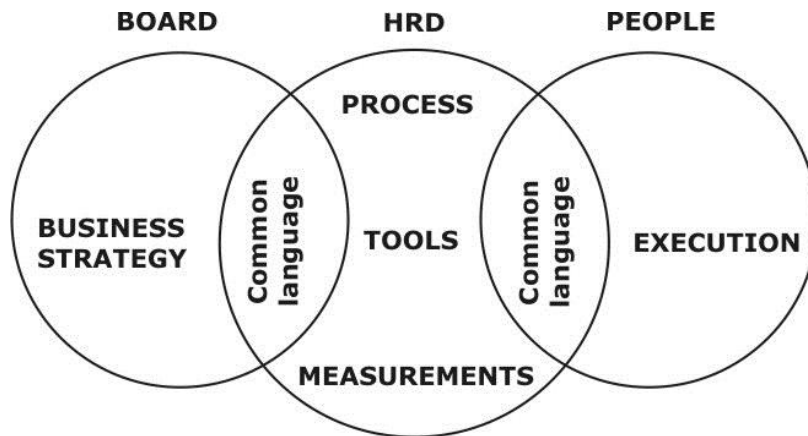 BOARD
HRD
PEOPLE
PROCESS
BUSINESS
STRATEGY
Common
language
TOOLS
Common
language
EXECUTION
MEASUREMENTS